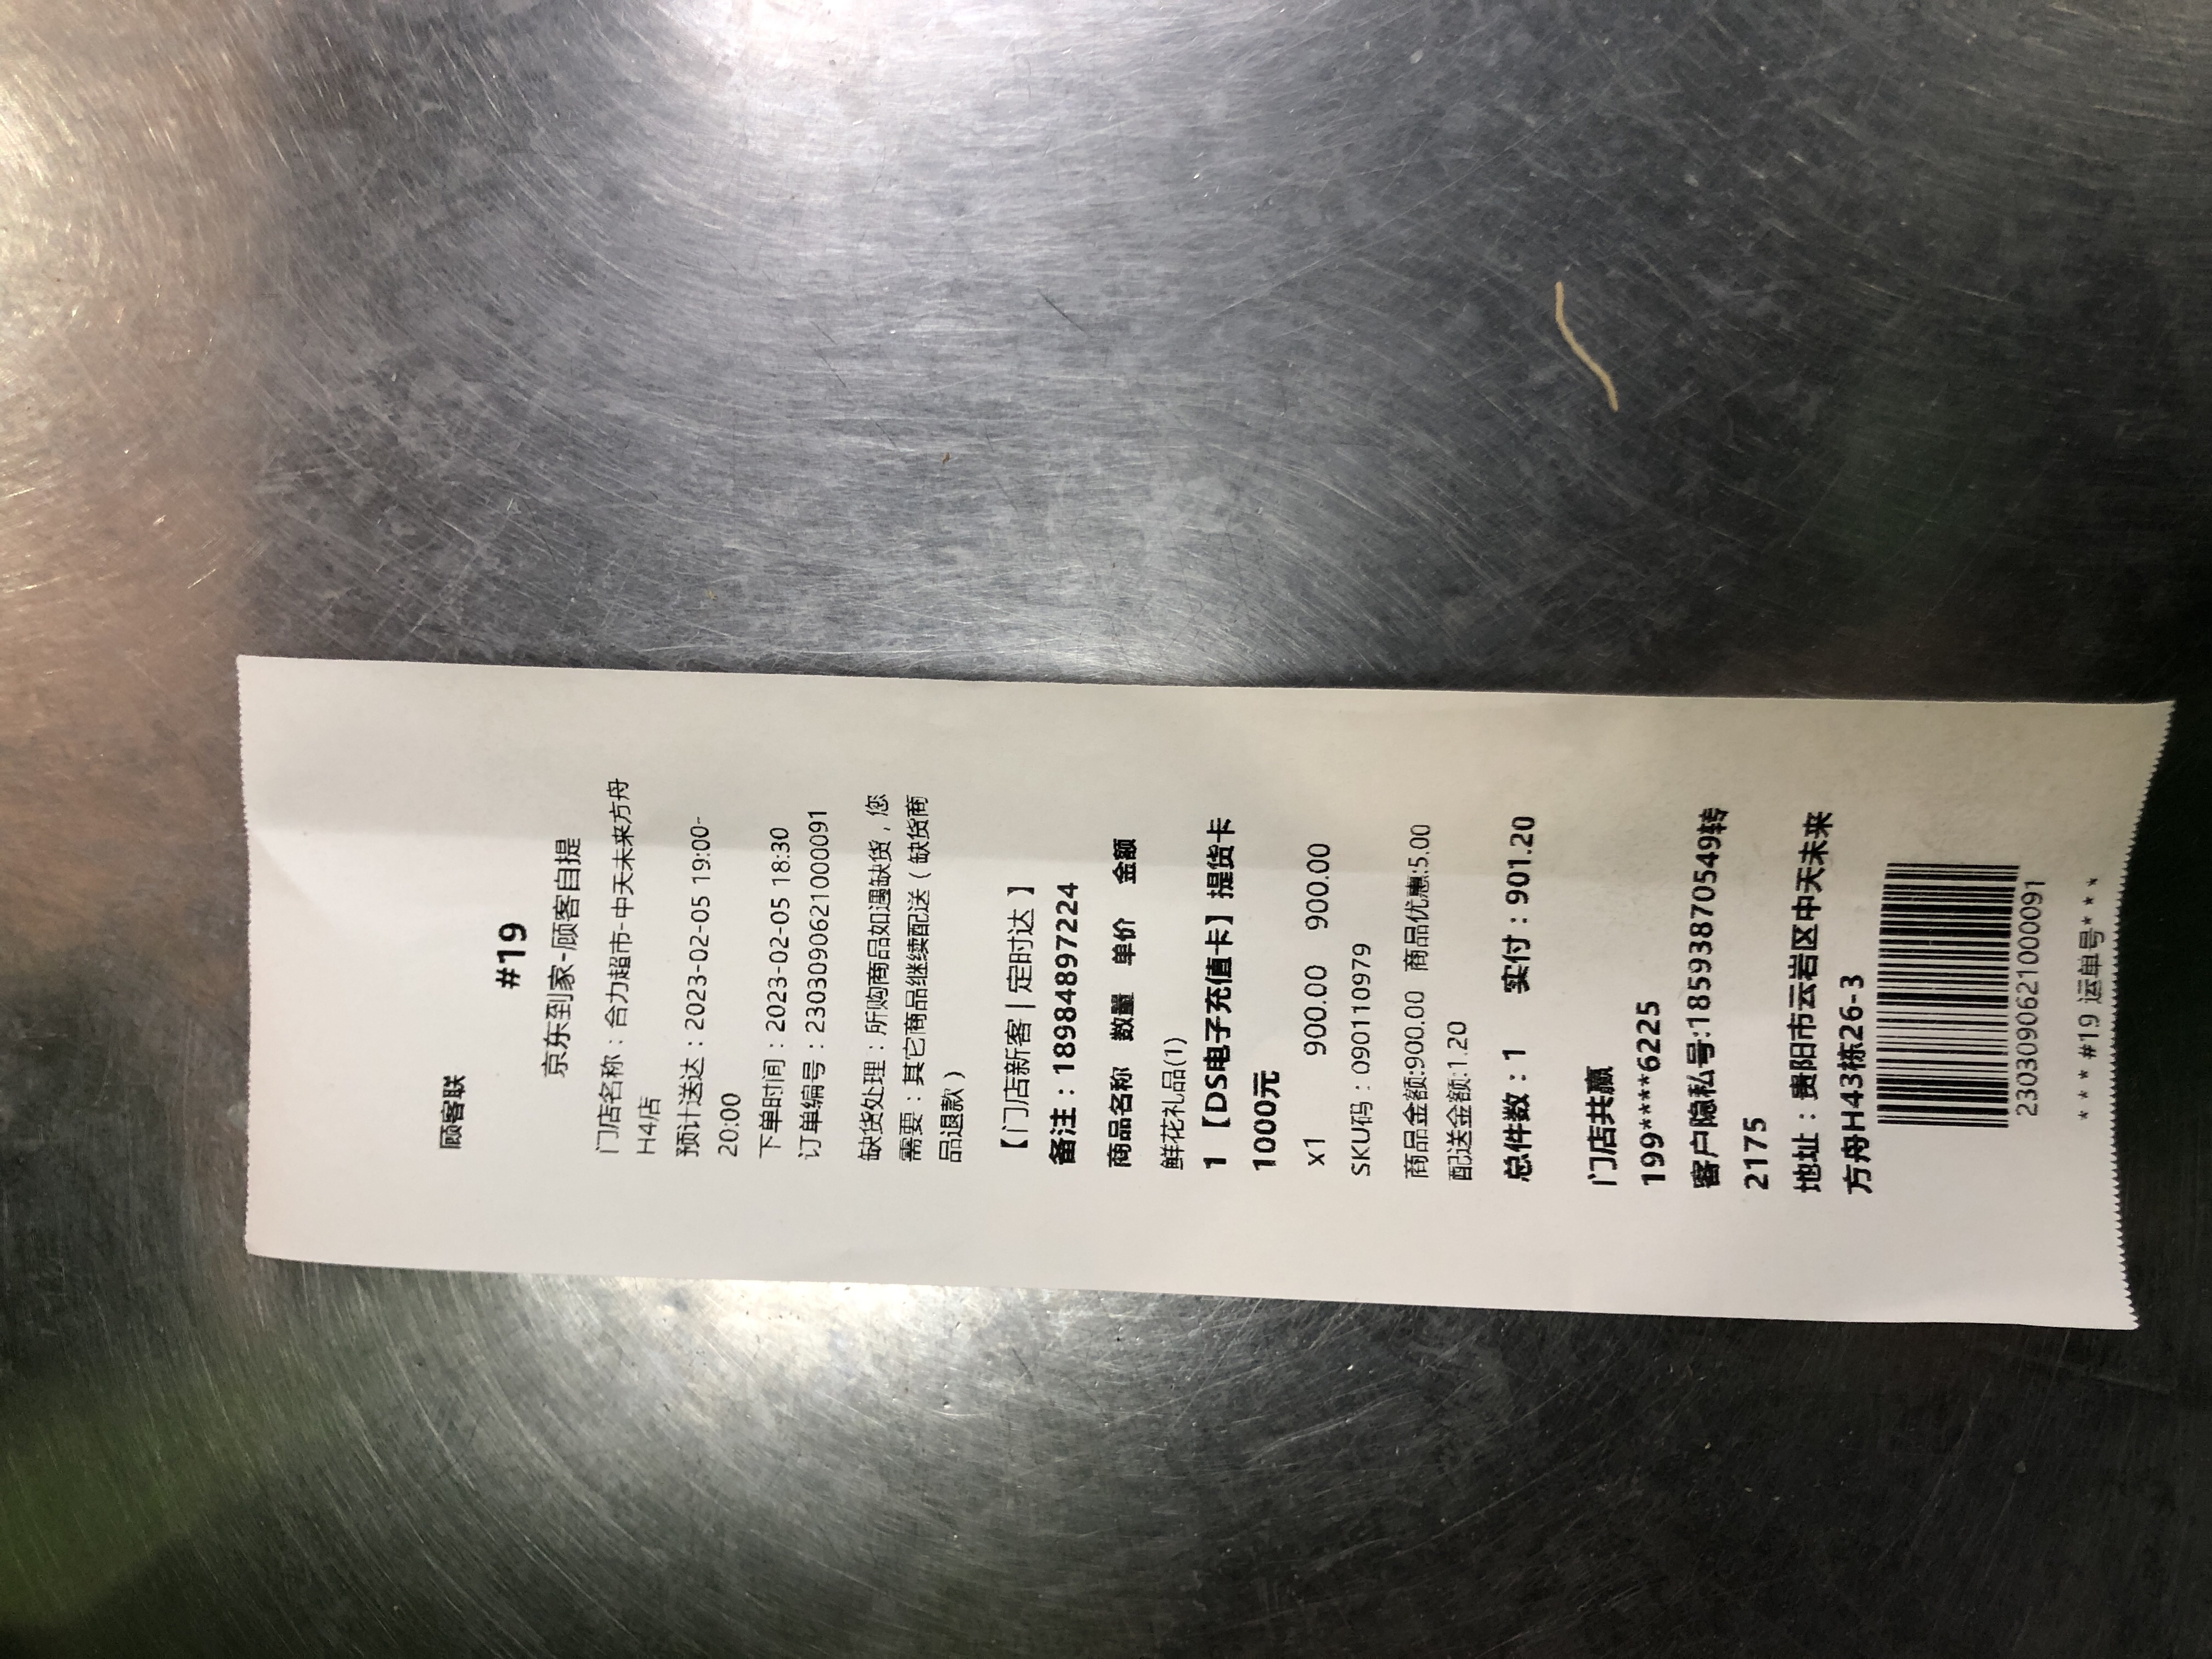 顾客联
#19
京东到家-顾客自提
门店名称：合力超市-中天未来方舟
H4店
预计送达：2023-02-05 19:00-
20:00
下单时间：2023-02-05 18:30
订单编号：2303090621000091
缺货处理：所购商品如遇缺货，您
需要：其它商品继续配送（缺货商
品退款）
【门店新客|定时达】
备注：18984897224
商品名称 数量 单价 金额
鲜花礼品(1)
1 【DS电子充值卡】提货卡
1000元
x1 900.00 900.00
SKU码：090110979
商品金额:900.00 商品优惠:5.00
配送金额:1.20
总件数：1 实付：901.20
门店共赢
199****6225
客户隐私号:18593870549转
2175
地址：贵阳市云岩区中天未来
方舟H43栋26-3
2303090621000091
***#19 运单号***